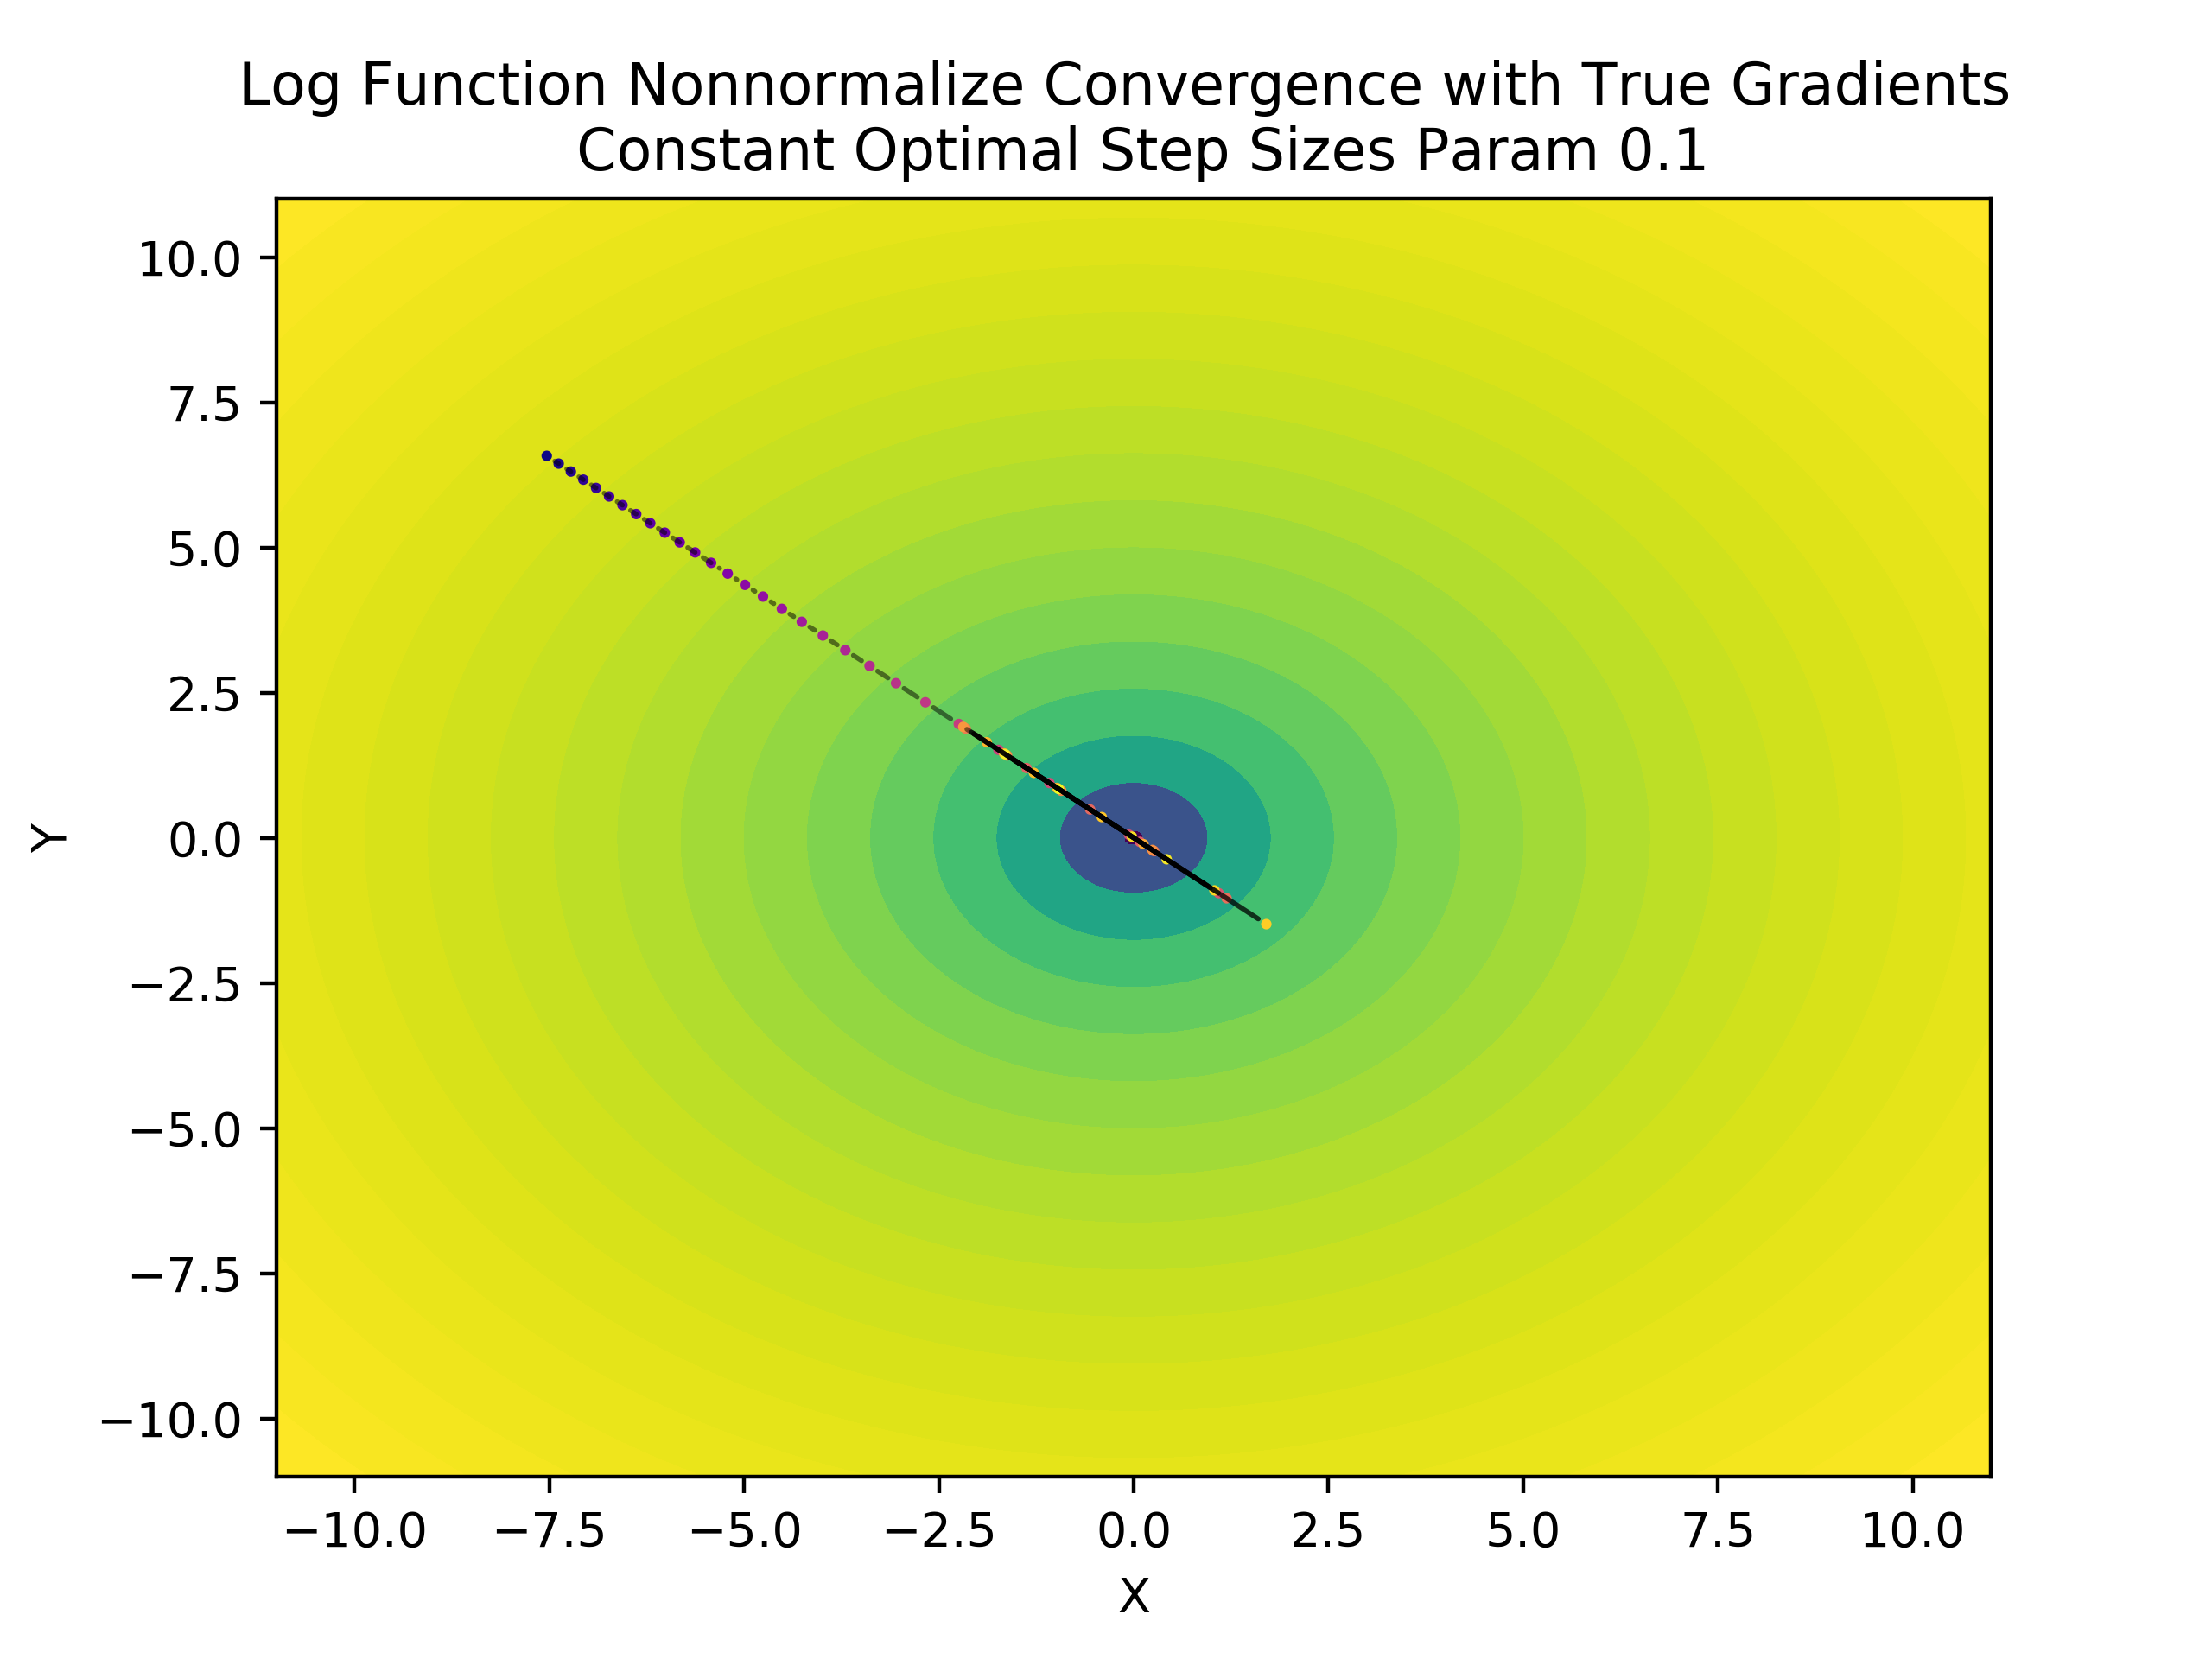 Log Function Nonnormalize Convergence with True Gradients
Constant Optimal Step Sizes Param 0.1
10.0
7.5
5.0
2.5
0.0
−2.5
−5.0
−7.5
−10.0
Y
−10.0 −7.5 −5.0 −2.5 0.0 2.5 5.0 7.5 10.0
X